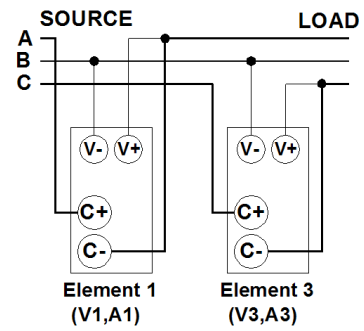 SOURCE LOAD
A
B
C
V- V+ V- V+
C+ C+
C- C-
Element 1 Element 3
(V1,A1) (V3,A3)